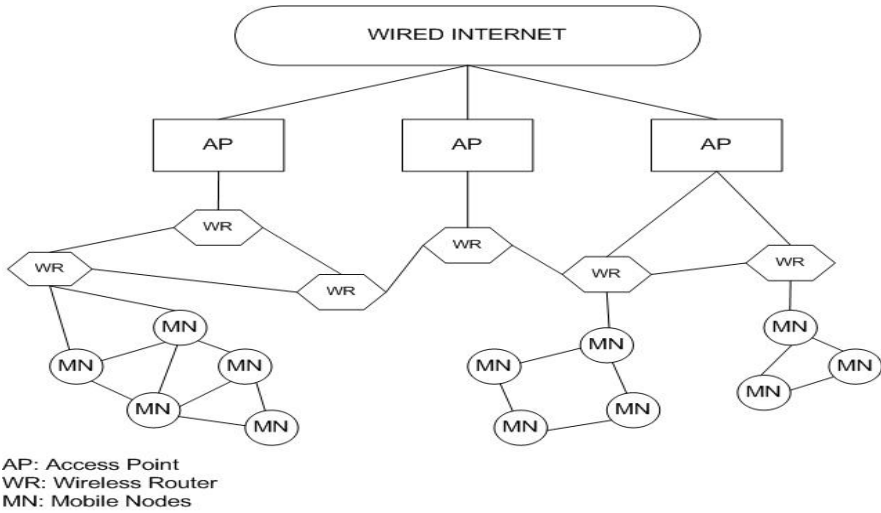 WIRED INTERNET
AP
AP
AP
WR
WR
WR
WR
WR
WR
MN
MN
MN
MN
MN
MN
MN
MN
MN
MN
MN
MN
AP: Access Point
WR: Wireless Router
MN: Mobile Nodes